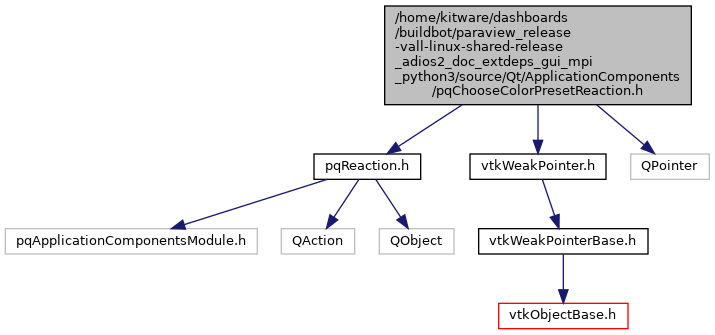 /home/kitware/dashboards
/buildbot/paraview_release
-vall-linux-shared-release
_adios2_doc_extdeps_gui_mpi
_python3/source/Qt/ApplicationComponents
/pqChooseColorPresetReaction.h
pqReaction.h
vtkWeakPointer.h
QPointer
pqApplicationComponentsModule.h
QAction
QObject
vtkWeakPointerBase.h
vtkObjectBase.h